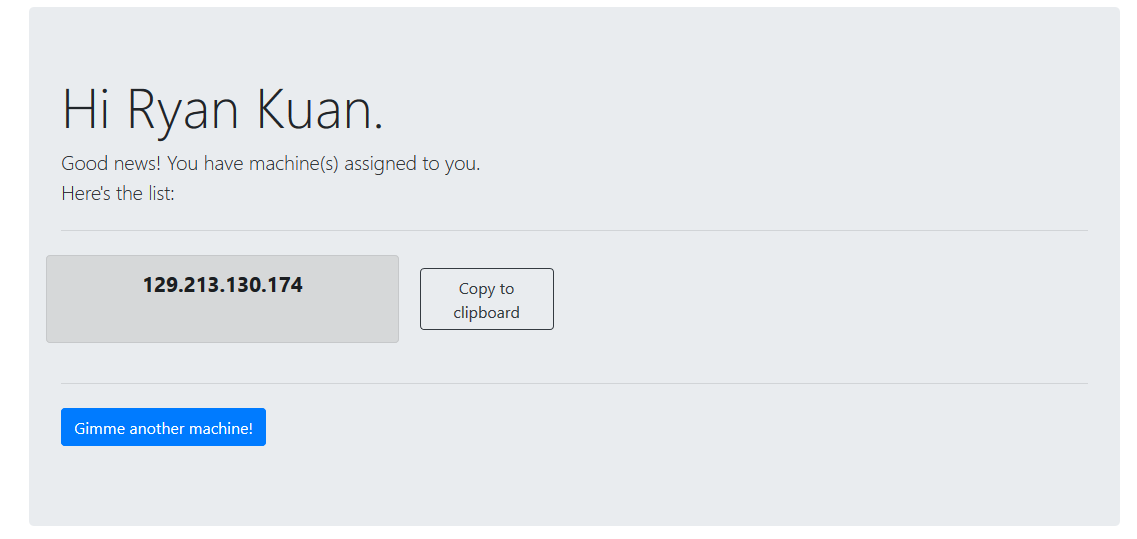 Hi Ryan Kuan.
Good news! You have machine(s) assigned to you.
Here's the list:
129.213.130.174
Copy to
clipboard
Gimme another machine!